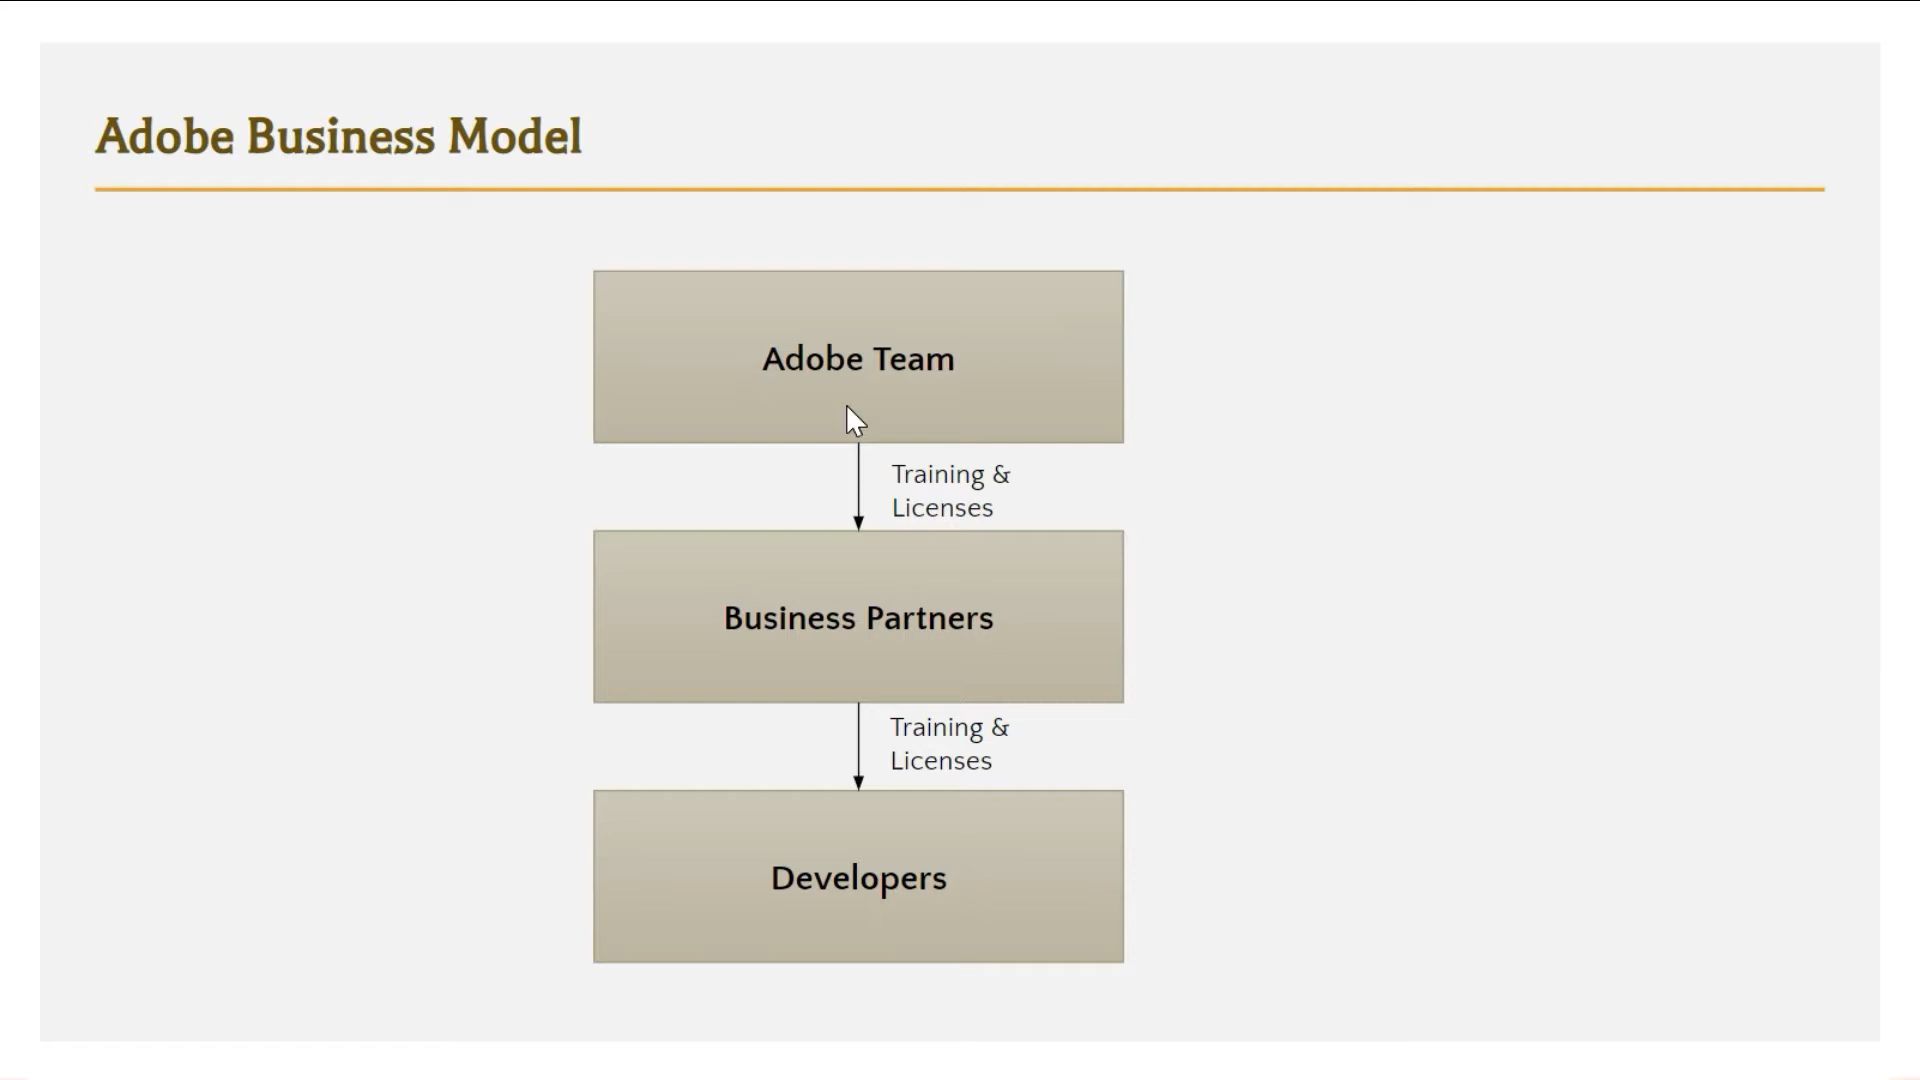 Adobe Business Model
Adobe Team
Training &
Licenses
Business Partners
Training &
Licenses
Developers